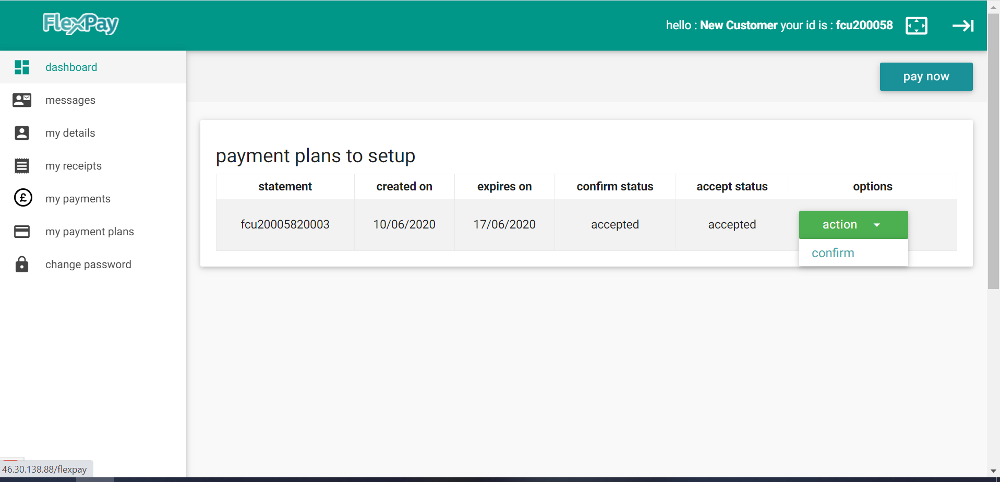 FlexPay
hello : New Customer your id is : fcu200058
dashboard
messages
my details
my receipts
£ my payments
my payment plans
change password
pay now
payment plans to setup
statement created on expires on confirm status accept status options
fcu20005820003 10/06/2020 17/06/2020 accepted accepted action
confirm
46.30.138.88/flexpay